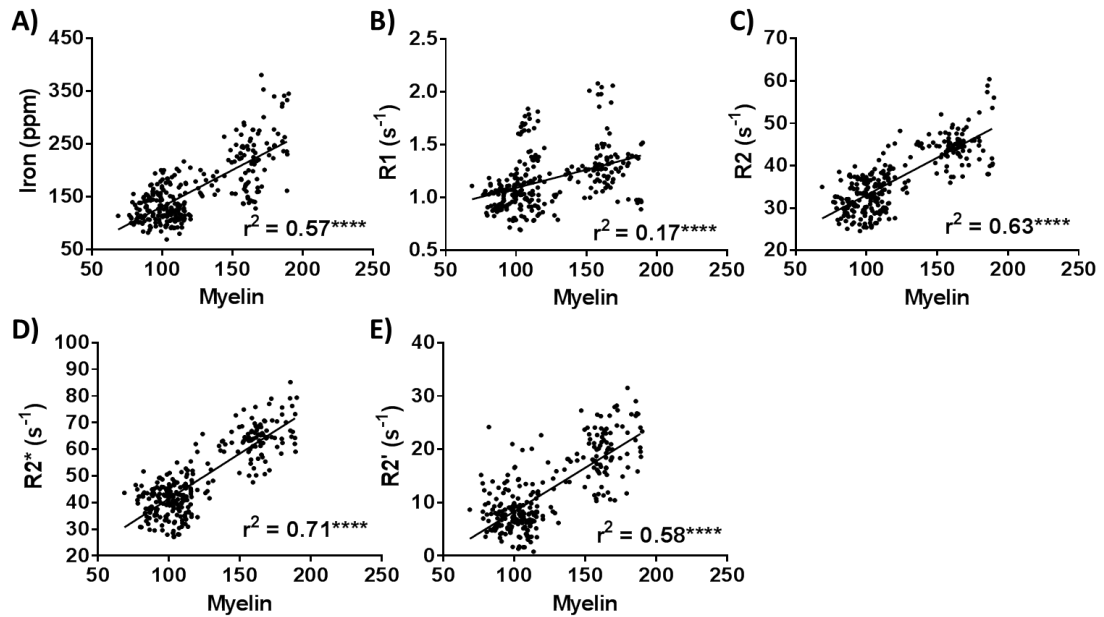 A)
450
350
250
150
50
Iron (ppm)
r² = 0.57****
50 100 150 200 250
Myelin
B)
2.5
2.0
1.5
1.0
0.5
R1 (s⁻¹)
r² = 0.17****
50 100 150 200 250
Myelin
C)
70
60
50
40
30
20
R2 (s⁻¹)
r² = 0.63****
50 100 150 200 250
Myelin
D)
100
90
80
70
60
50
40
30
20
R2* (s⁻¹)
r² = 0.71****
50 100 150 200 250
Myelin
E)
40
30
20
10
0
R2' (s⁻¹)
r² = 0.58****
50 100 150 200 250
Myelin